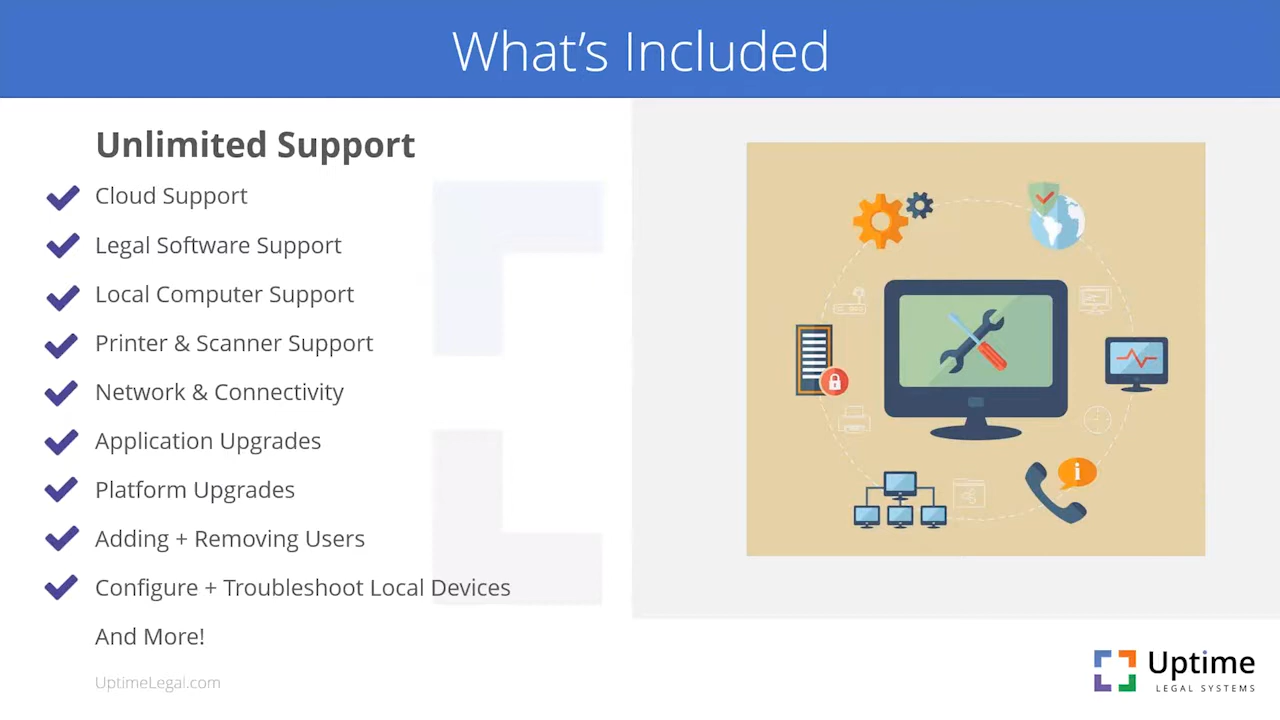 What's Included
Unlimited Support
Cloud Support
Legal Software Support
Local Computer Support
Printer & Scanner Support
Network & Connectivity
Application Upgrades
Platform Upgrades
Adding + Removing Users
Configure + Troubleshoot Local Devices
And More!
UptimeLegal.com
i
Uptime
LEGAL SYSTEMS